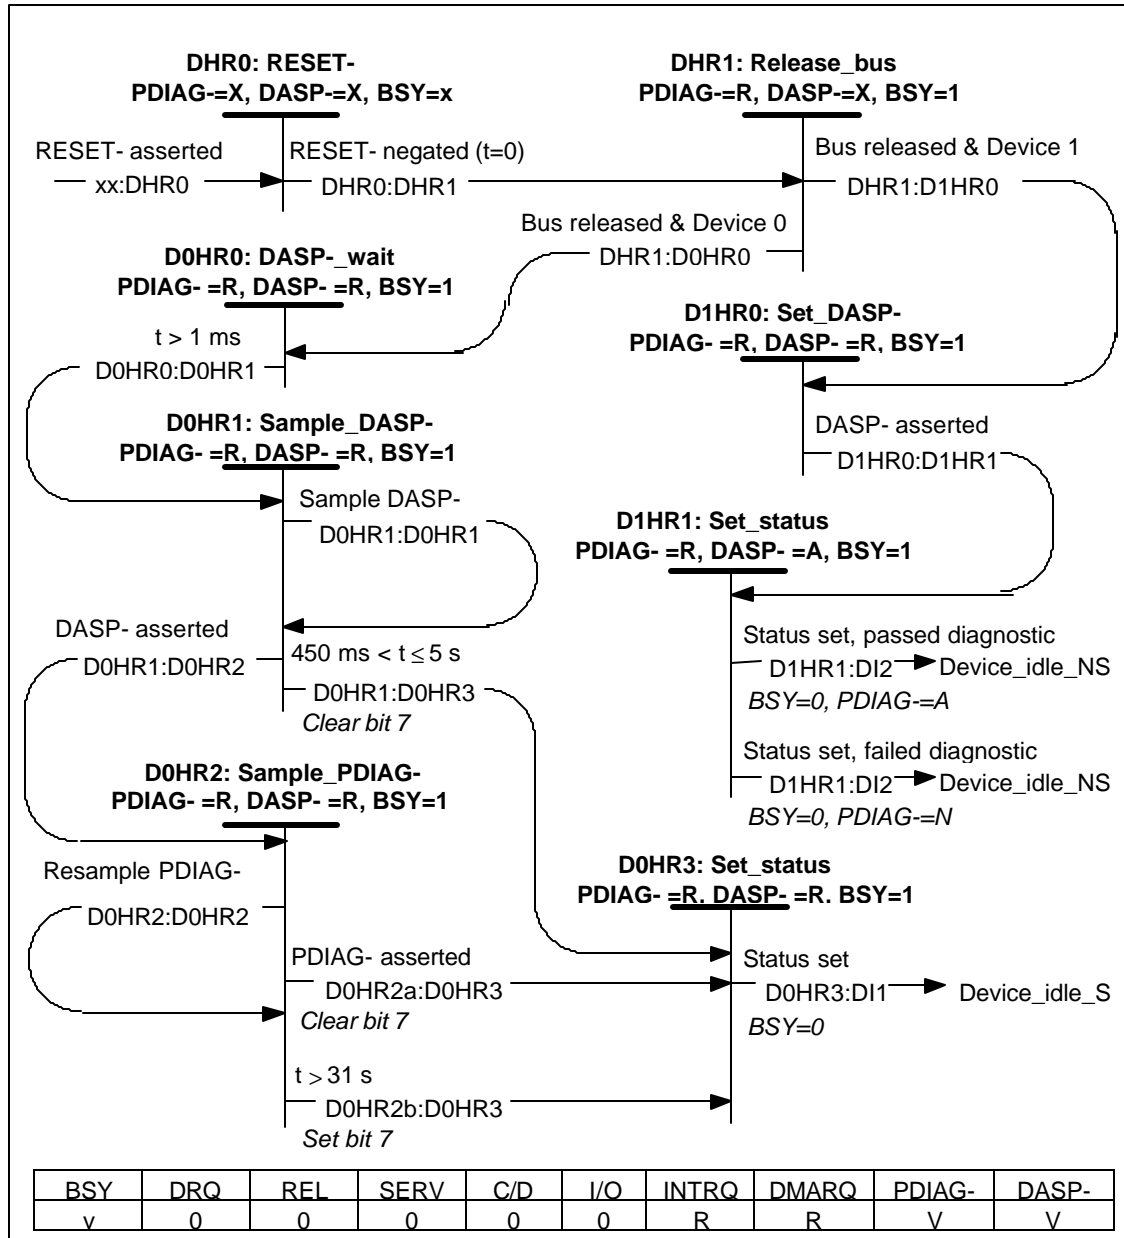 DHR0: RESET-
PDIAG-=X, DASP-=X, BSY=x
RESET- asserted
xx:DHR0
RESET- negated (t=0)
DHR0:DHR1
DHR1: Release_bus
PDIAG-=R, DASP-=X, BSY=1
Bus released & Device 1
DHR1:D1HR0
Bus released & Device 0
DHR1:D0HR0
D0HR0: DASP-_wait
PDIAG- =R, DASP- =R, BSY=1
t > 1 ms
D0HR0:D0HR1
D1HR0: Set_DASP-
PDIAG- =R, DASP- =R, BSY=1
DASP- asserted
D1HR0:D1HR1
D0HR1: Sample_DASP-
PDIAG- =R, DASP- =R, BSY=1
Sample DASP-
D0HR1:D0HR1
DASP- asserted
D0HR1:D0HR2
450 ms < t ≤ 5 s
D0HR1:D0HR3
Clear bit 7
D1HR1: Set_status
PDIAG- =R, DASP- =A, BSY=1
Status set, passed diagnostic
D1HR1:DI2 Device_idle_NS
BSY=0, PDIAG-=A
Status set, failed diagnostic
D1HR1:DI2 Device_idle_NS
BSY=0, PDIAG-=N
D0HR2: Sample_PDIAG-
PDIAG- =R, DASP- =R, BSY=1
Resample PDIAG-
D0HR2:D0HR2
PDIAG- asserted
D0HR2a:D0HR3
Clear bit 7
t > 31 s
D0HR2b:D0HR3
Set bit 7
D0HR3: Set_status
PDIAG- =R. DASP- =R. BSY=1
Status set
D0HR3:DI1 Device_idle_S
BSY=0
BSY DRQ REL SERV C/D I/O INTRQ DMARQ PDIAG- DASP-
v 0 0 0 0 0 R R V V